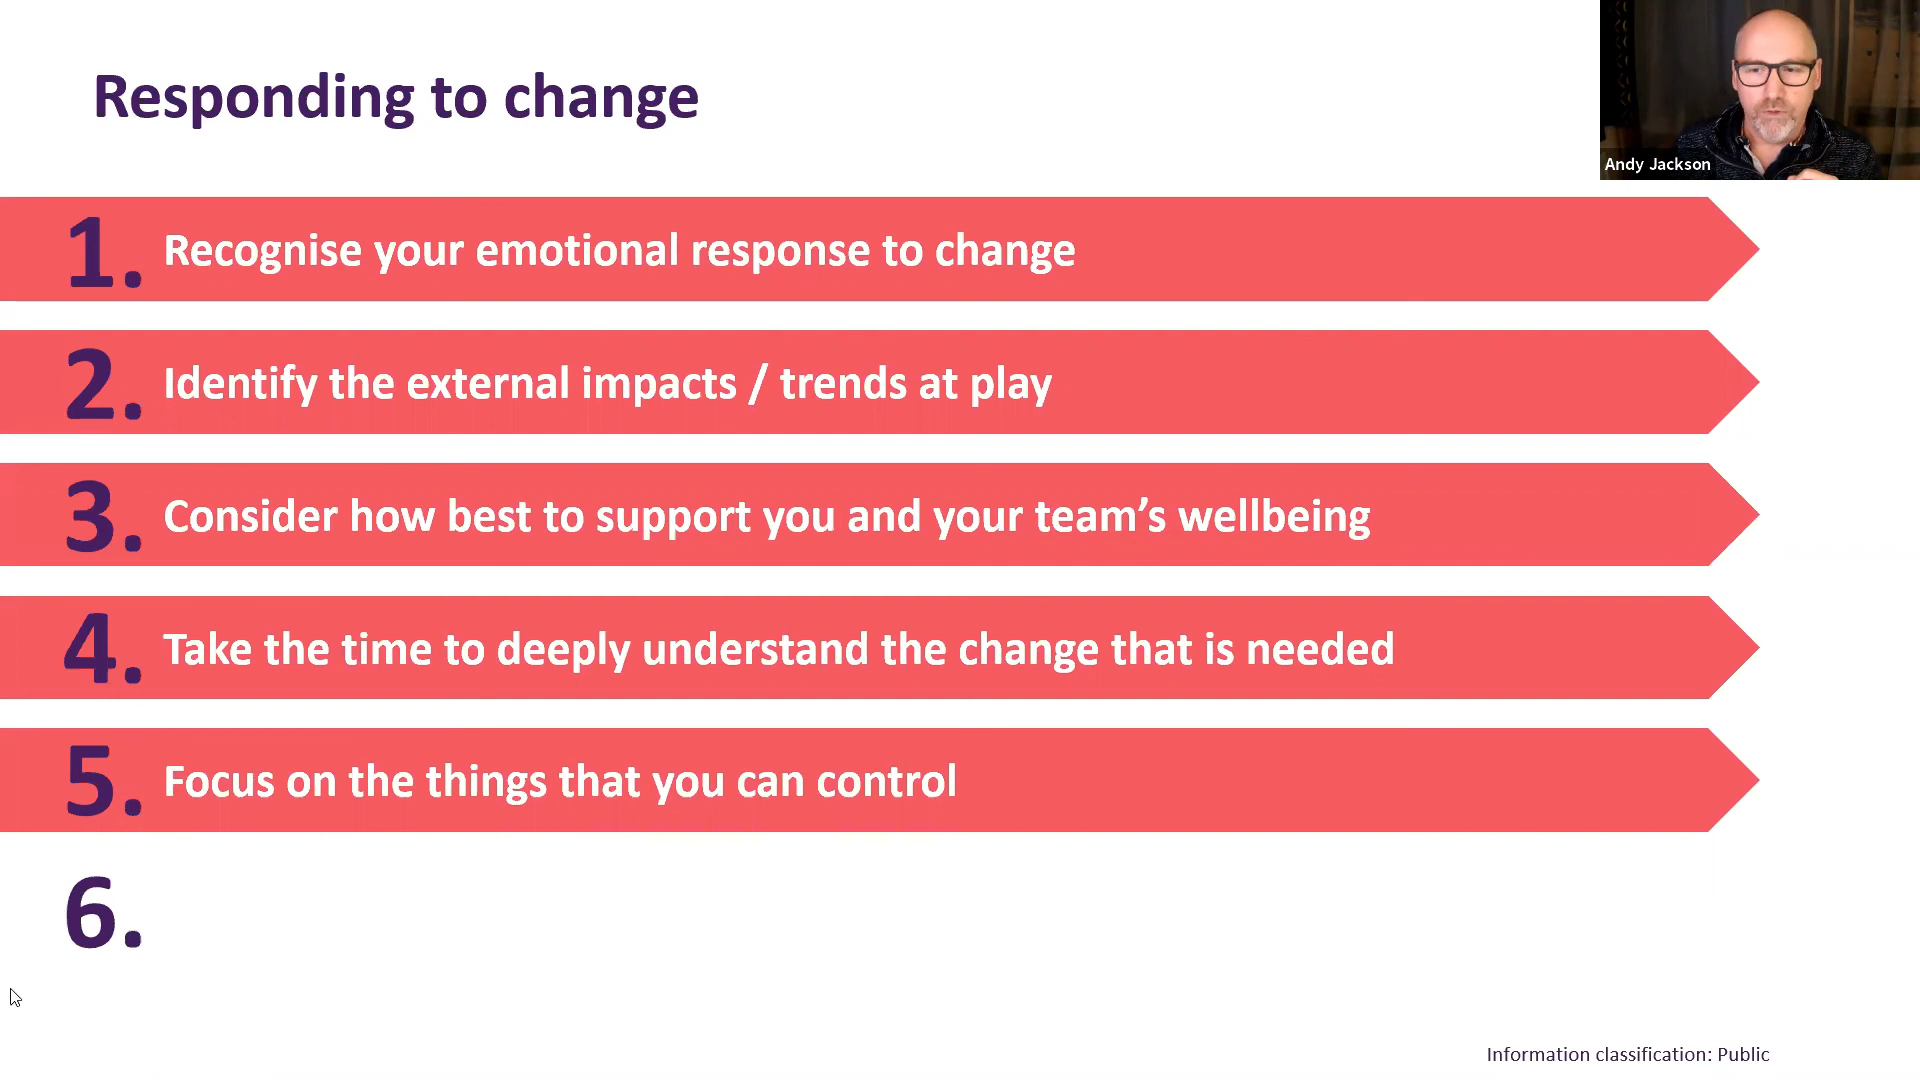 Responding to change
Andy Jackson
1. Recognise your emotional response to change
2. Identify the external impacts / trends at play
3. Consider how best to support you and your team’s wellbeing
4. Take the time to deeply understand the change that is needed
5. Focus on the things that you can control
6.
Information classification: Public